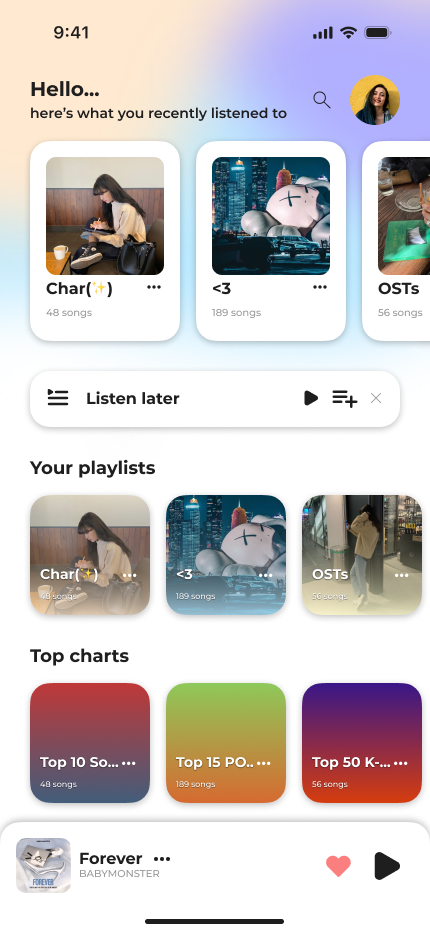 9:41
Hello...
here's what you recently listened to
Char(✨)
48 songs
<3
189 songs
OSTs
56 songs
Listen later
Your playlists
Char(✨)
48 songs
<3
189 songs
OSTs
56 songs
Top charts
Top 10 So...
48 songs
Top 15 PO..
189 songs
Top 50 K-...
56 songs
FOREVER
Forever
BABYMONSTER